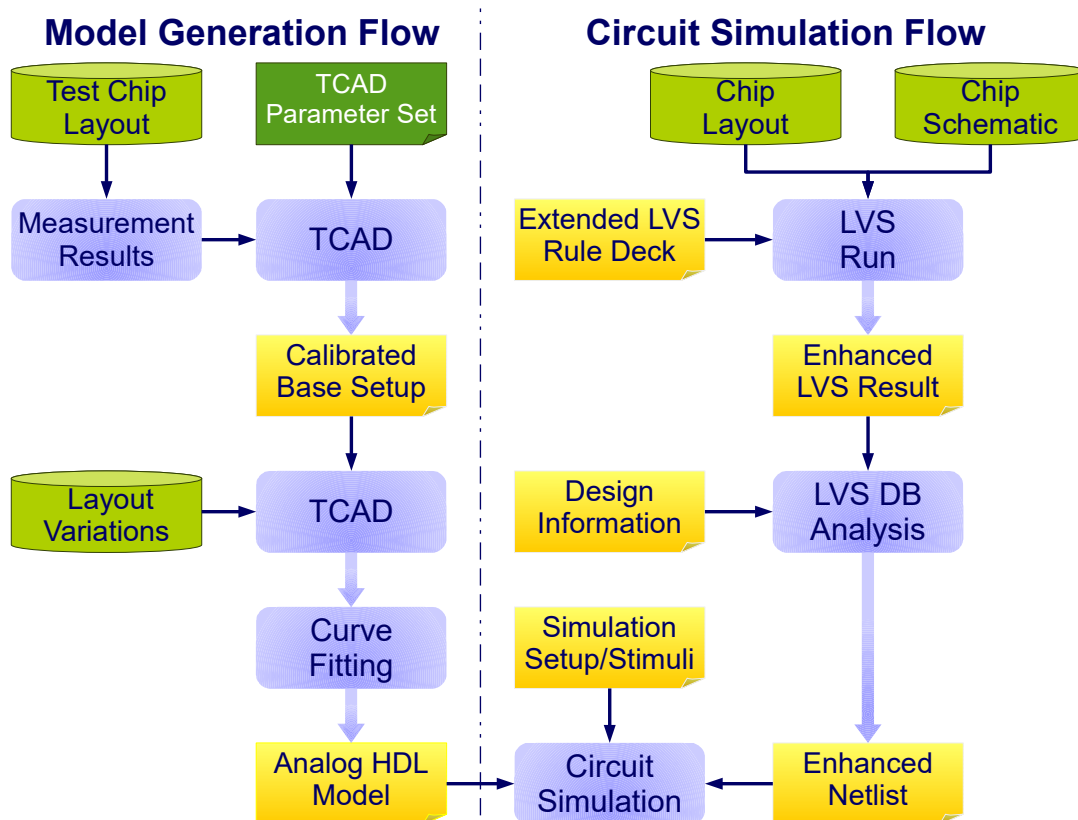 Model Generation Flow
Circuit Simulation Flow
Test Chip
Layout
TCAD
Parameter Set
Chip
Layout
Chip
Schematic
Measurement
Results
TCAD
Extended LVS
Rule Deck
LVS
Run
Calibrated
Base Setup
Enhanced
LVS Result
Layout
Variations
TCAD
Design
Information
LVS DB
Analysis
Curve
Fitting
Simulation
Setup/Stimuli
Analog HDL
Model
Circuit
Simulation
Enhanced
Netlist